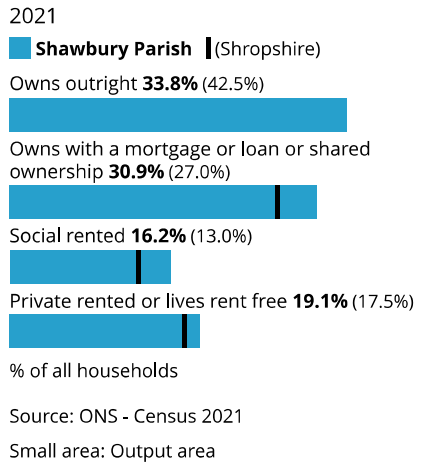 2021
Shawbury Parish (Shropshire)
Owns outright 33.8% (42.5%)
Owns with a mortgage or loan or shared
ownership 30.9% (27.0%)
Social rented 16.2% (13.0%)
Private rented or lives rent free 19.1% (17.5%)
% of all households
Source: ONS - Census 2021
Small area: Output area